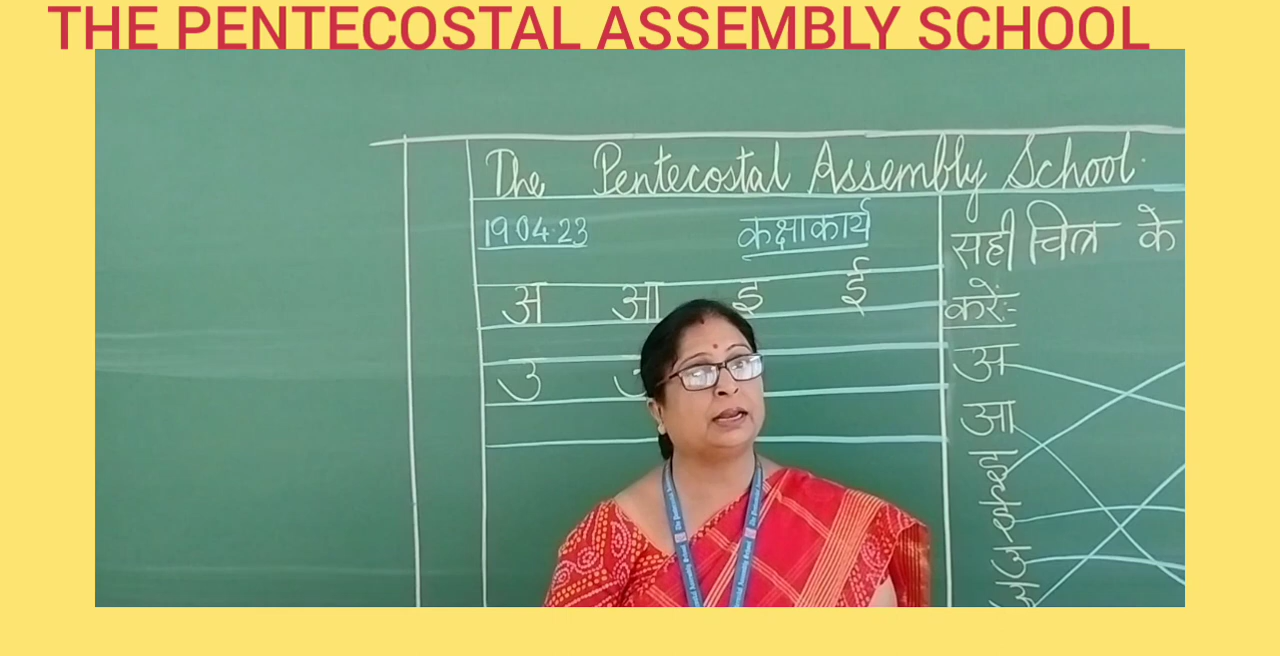 THE PENTECOSTAL ASSEMBLY SCHOOL
The Pentecostal Assembly School.
19.04.23 कक्षाकार्य
अ आ इ ई
उ
सही चित्र के
करें:-
अ
आ
इ
ई
उ
ऊ